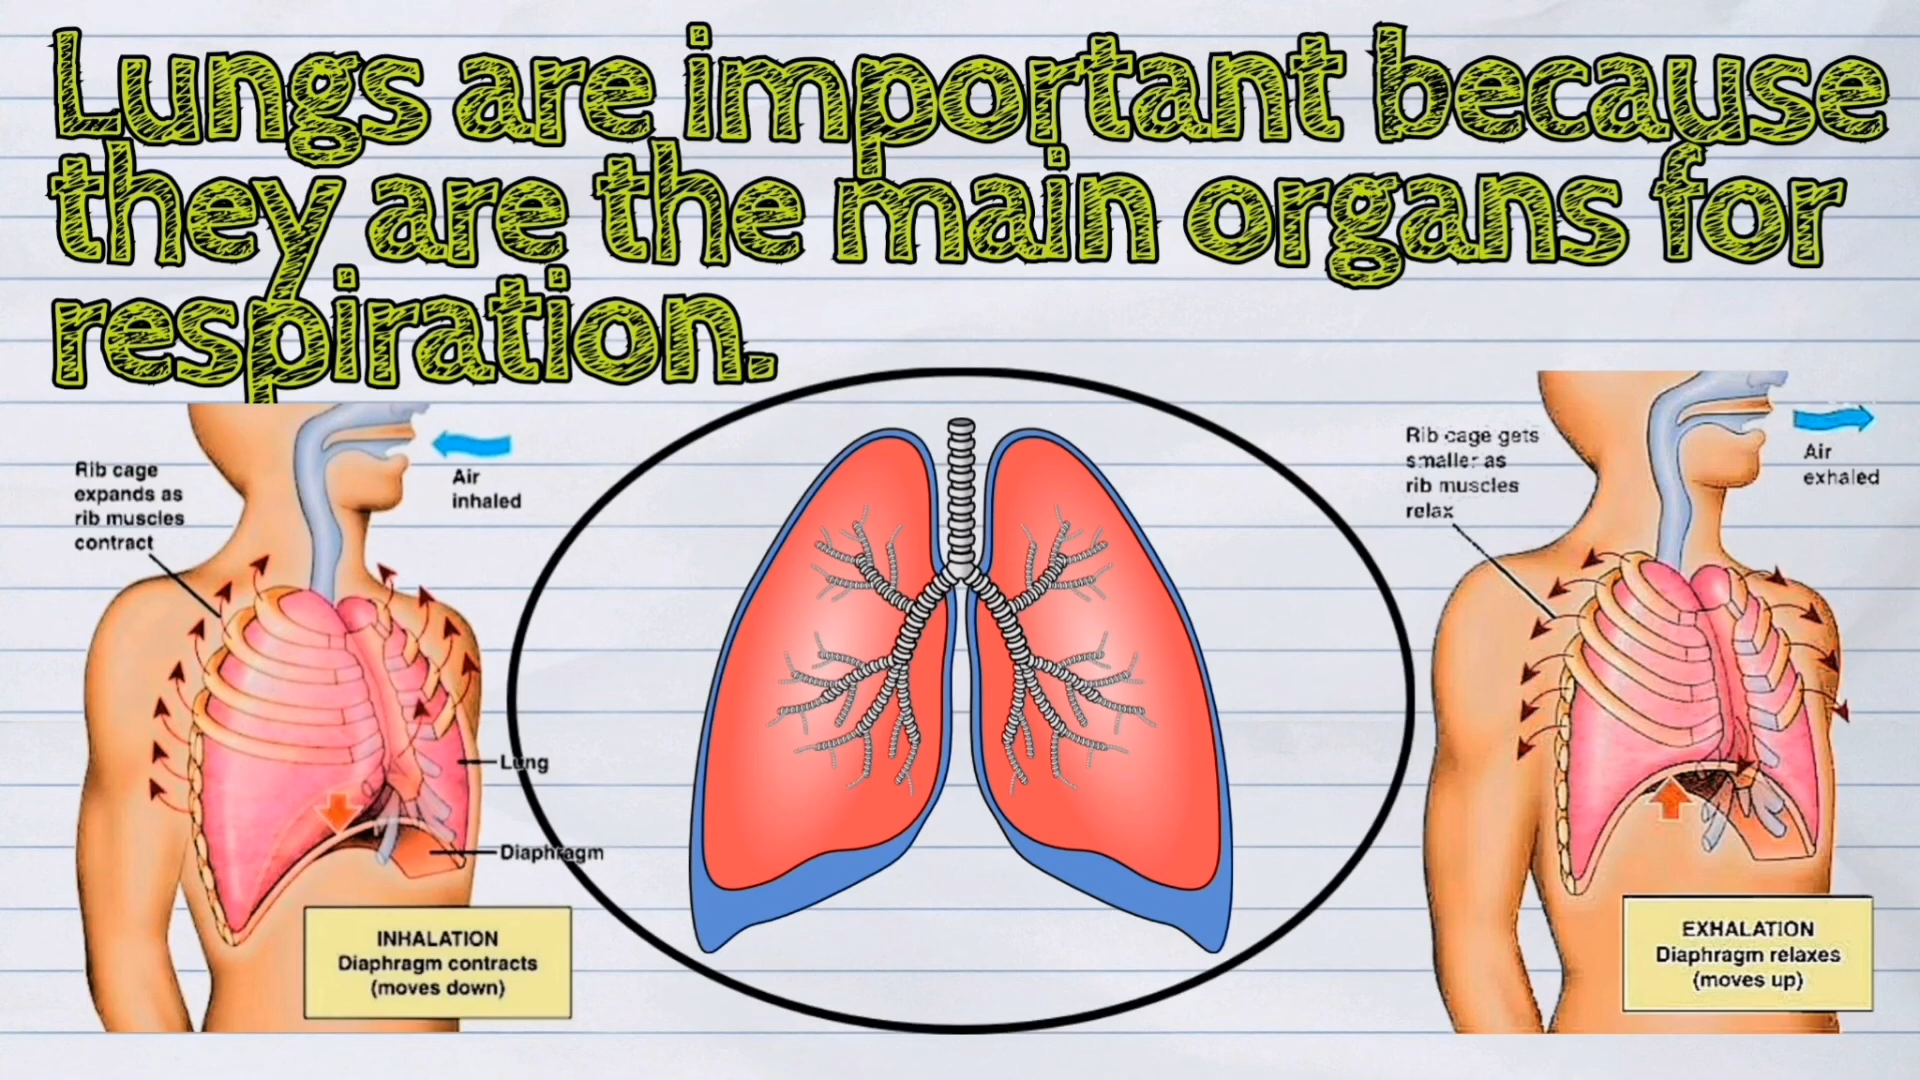 Lungs are important because
they are the main organs for
respiration.
Rib cage
expands as
rib muscles
contract
Air
inhaled
Lung
Diaphragm
INHALATION
Diaphragm contracts
(moves down)
Rib cage gets
smaller as
rib muscles
relax
Air
exhaled
EXHALATION
Diaphragm relaxes
(moves up)